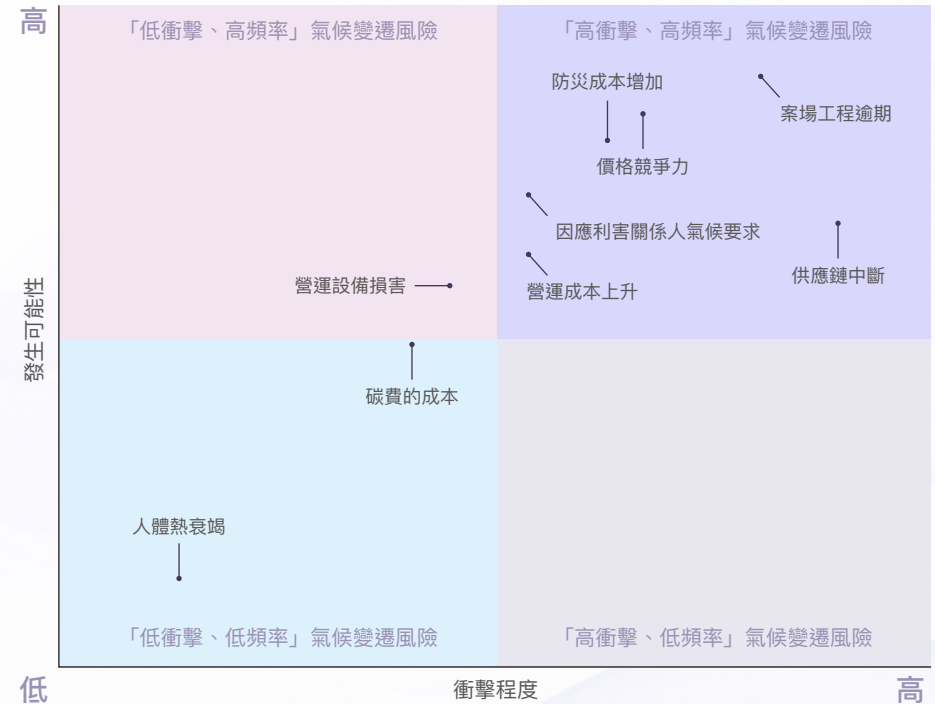 高
「低衝擊、高頻率」氣候變遷風險
「高衝擊、高頻率」氣候變遷風險
防災成本增加
案場工程逾期
價格競爭力
因應利害關係人氣候要求
供應鏈中斷
營運設備損害
營運成本上升
發生可能性
碳費的成本
人體熱衰竭
「低衝擊、低頻率」氣候變遷風險
「高衝擊、低頻率」氣候變遷風險
低
衝擊程度
高